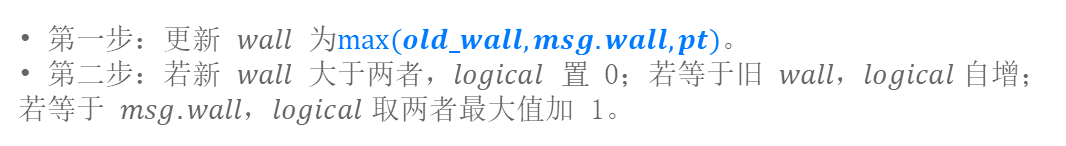 • 第一步：更新 wall 为max(old_wall,msg.wall,pt)。
• 第二步：若新 wall 大于两者，logical 置 0；若等于旧 wall，logical 自增；
若等于 msg.wall，logical 取两者最大值加 1。